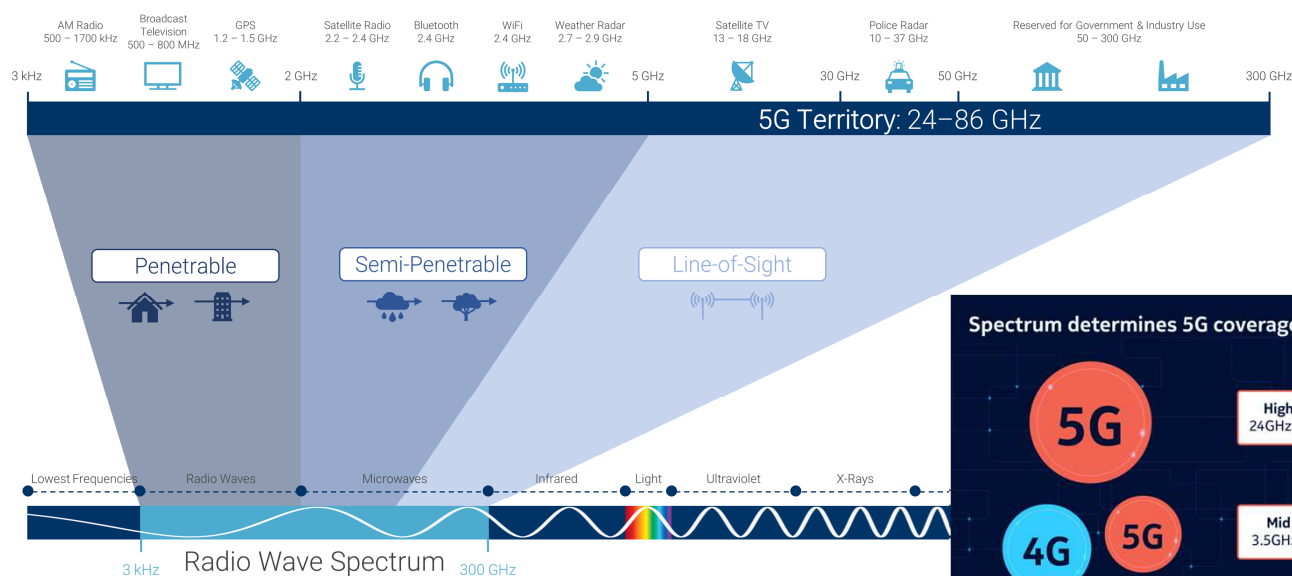 AM Radio
500 – 1700 kHz
Broadcast
Television
500 – 800 MHz
GPS
1.2 – 1.5 GHz
Satellite Radio
2.2 – 2.4 GHz
Bluetooth
2.4 GHz
WiFi
2.4 GHz
Weather Radar
2.7 – 2.9 GHz
Satellite TV
13 – 18 GHz
Police Radar
10 – 37 GHz
Reserved for Government & Industry Use
50 – 300 GHz
3 kHz
2 GHz
5 GHz
30 GHz
50 GHz
300 GHz
5G Territory: 24–86 GHz
Penetrable
Semi-Penetrable
Line-of-Sight
Spectrum determines 5G coverage
5G
High
24GHz
Lowest Frequencies
Radio Waves
Microwaves
Infrared
Light
Ultraviolet
X-Rays
4G
5G
Mid
3.5GHz
Radio Wave Spectrum
3 kHz
300 GHz